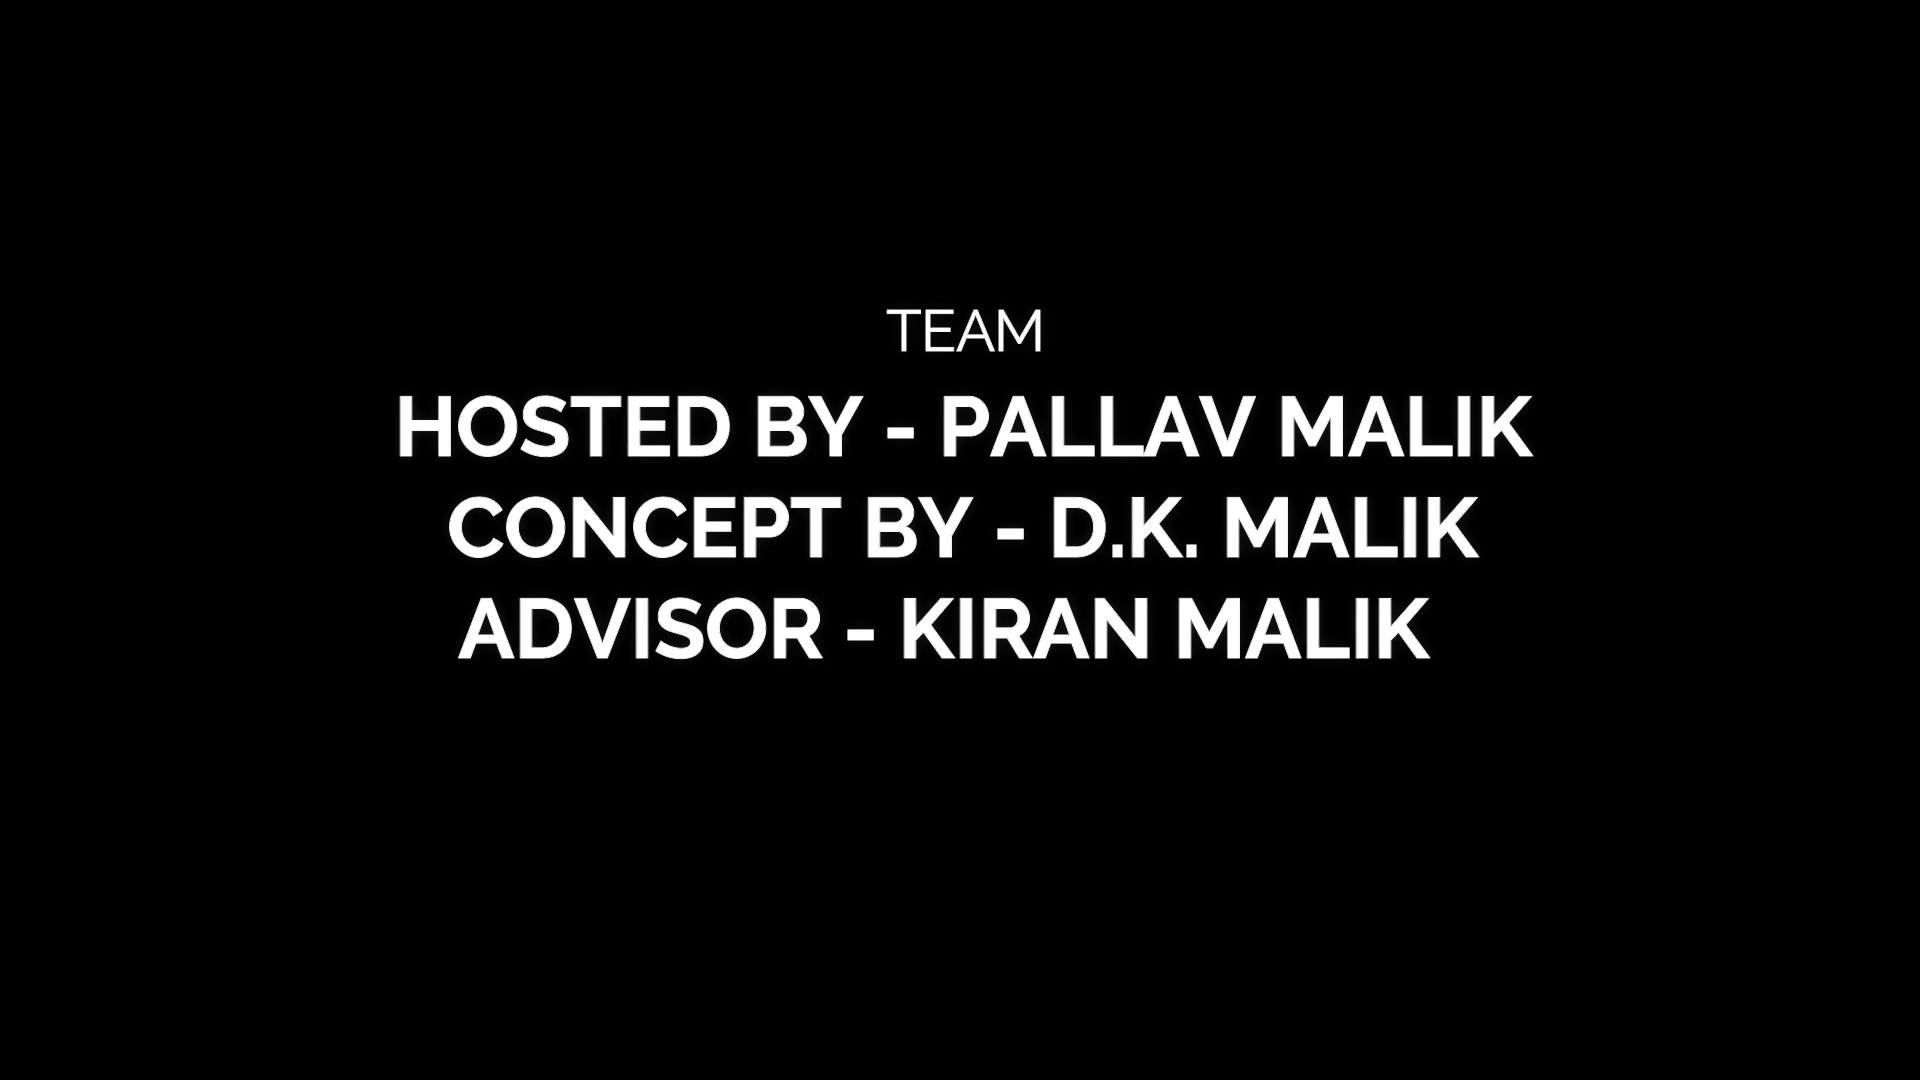 TEAM
HOSTED BY - PALLAV MALIK
CONCEPT BY - D.K. MALIK
ADVISOR - KIRAN MALIK